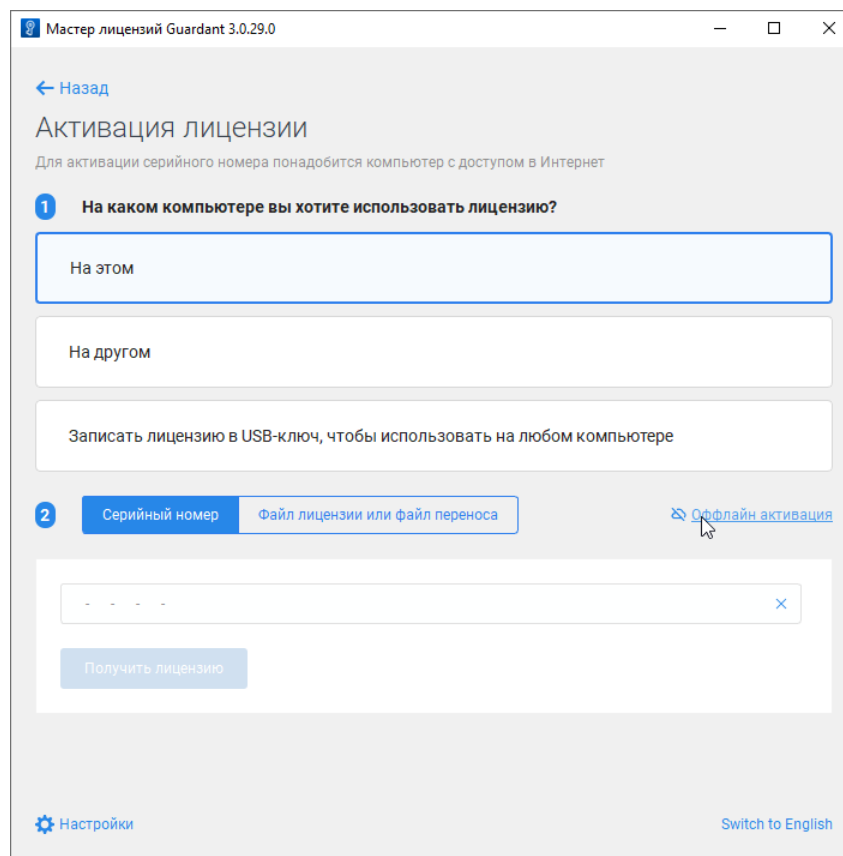 Мастер лицензий Guardant 3.0.29.0
Назад
Активация лицензии
Для активации серийного номера понадобится компьютер с доступом в Интернет
1 На каком компьютере вы хотите использовать лицензию?
На этом
На другом
Записать лицензию в USB-ключ, чтобы использовать на любом компьютере
2 Серийный номер Файл лицензии или файл переноса Оффлайн активация
- - - -
Получить лицензию
Настройки Switch to English